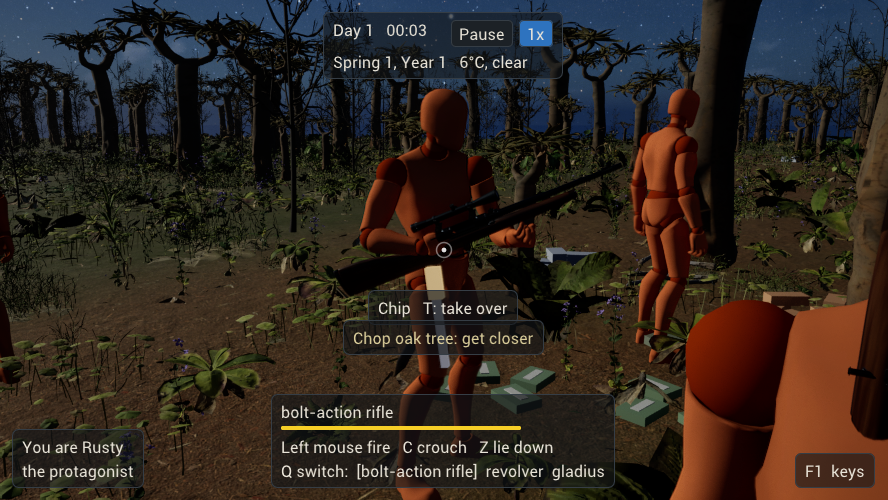 Day 1 00:03 Pause 1x
Spring 1, Year 1 6°C, clear
Chip T: take over
Chop oak tree: get closer
bolt-action rifle
Left mouse fire C crouch Z lie down
Q switch: [bolt-action rifle] revolver gladius
You are Rusty
the protagonist
F1 keys